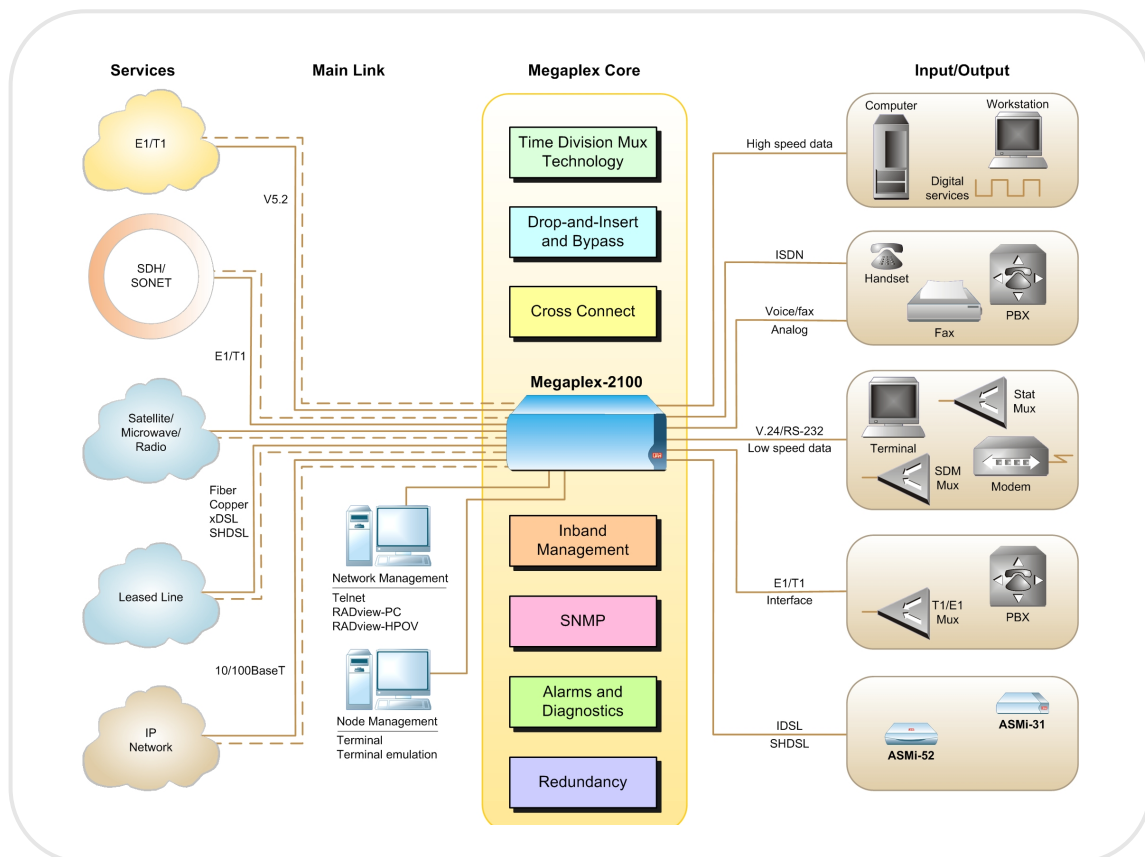 Services
Main Link
Megaplex Core
Input/Output
E1/T1
V5.2
SDH/
SONET
E1/T1
Satellite/
Microwave/
Radio
Fiber
Copper
xDSL
SHDSL
Leased Line
10/100BaseT
IP
Network
Network Management
Telnet
RADview-PC
RADview-HPOV
Node Management
Terminal
Terminal emulation
Time Division Mux
Technology
Drop-and-Insert
and Bypass
Cross Connect
Megaplex-2100
Inband
Management
SNMP
Alarms and
Diagnostics
Redundancy
High speed data
Computer
Workstation
Digital
services
ISDN
Voice/fax
Analog
Handset
Fax
PBX
V.24/RS-232
Low speed data
Terminal
Stat
Mux
SDM
Mux
Modem
E1/T1
Interface
T1/E1
Mux
PBX
IDSL
SHDSL
ASMi-31
ASMi-52